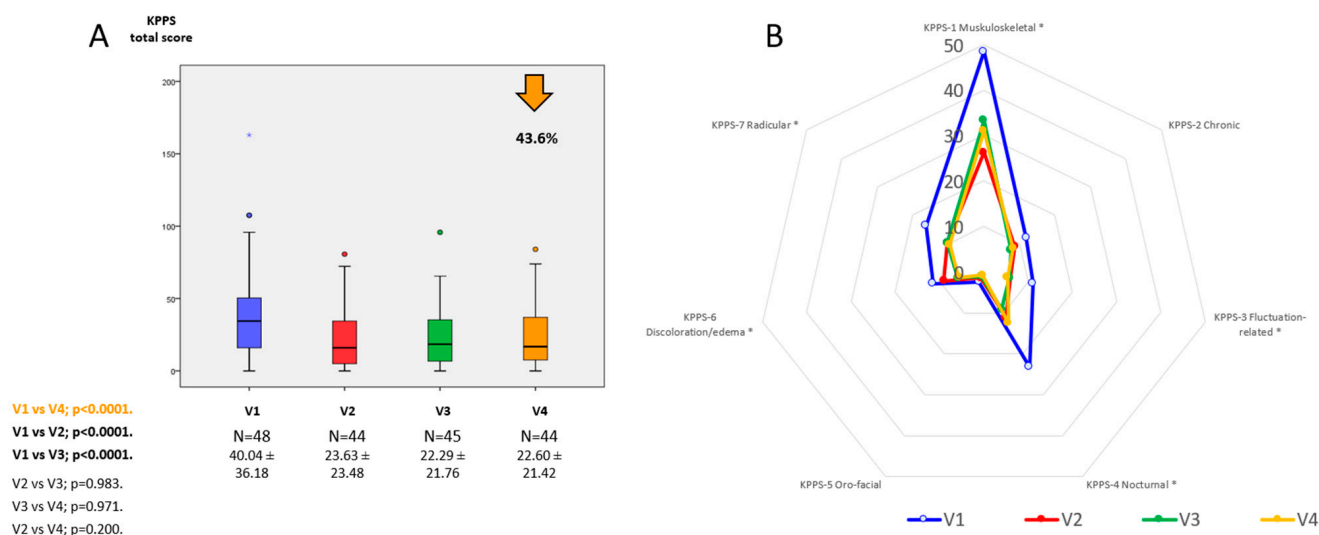 A
KPPS
total score
200
150
100
50
0
*
43.6%
V1
V2
V3
V4
N=48
N=44
N=45
N=44
40.04 ±
36.18
23.63 ±
23.48
22.29 ±
21.76
22.60 ±
21.42
V1 vs V4; p<0.0001.
V1 vs V2; p<0.0001.
V1 vs V3; p<0.0001.
V2 vs V3; p=0.983.
V3 vs V4; p=0.971.
V2 vs V4; p=0.200.
B
KPPS-1 Muskuloskeletal *
50
40
30
20
10
0
KPPS-2 Chronic
KPPS-3 Fluctuation-
related *
KPPS-4 Nocturnal *
KPPS-5 Oro-facial
KPPS-6
Discoloration/edema *
KPPS-7 Radicular *
V1
V2
V3
V4